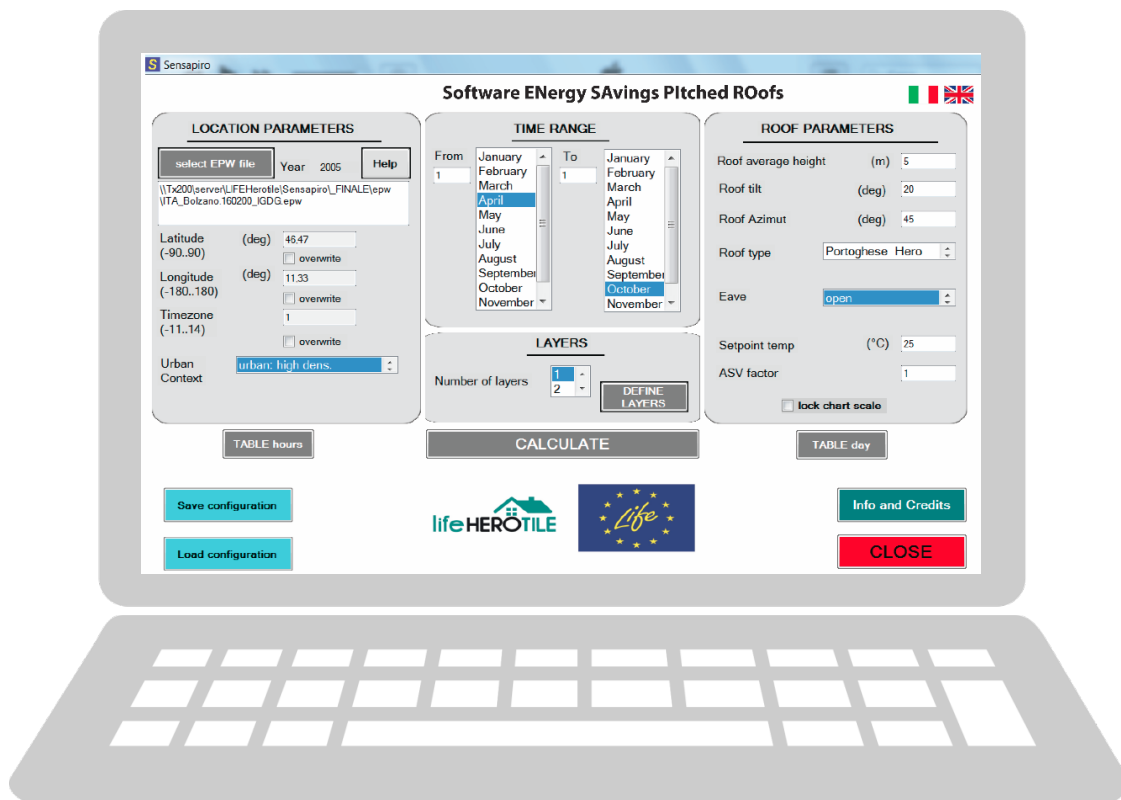 Sensapiro
Software ENergy SAvings PItched ROofs
LOCATION PARAMETERS
select EPW file
Year 2005
Help
\\Tx200\server\LIFEHerotile\Sensapiro\_FINALE\epw
\ITA_Bolzano.160200_IGDG.epw
Latitude (deg) 46,47
(-90..90)
overwrite
Longitude (deg) 11,33
(-180..180)
overwrite
Timezone 1
(-11..14)
overwrite
Urban
Context
urban: high dens.
TIME RANGE
From
1
January
February
March
April
May
June
July
August
September
October
November
To
1
January
February
March
April
May
June
July
August
September
October
November
LAYERS
Number of layers
1
2
DEFINE
LAYERS
ROOF PARAMETERS
Roof average height (m) 5
Roof tilt (deg) 20
Roof Azimut (deg) 45
Roof type Portoghese Hero
Eave open
Setpoint temp (°C) 25
ASV factor 1
lock chart scale
TABLE hours
CALCULATE
TABLE day
Save configuration
Load configuration
life HEROTILE
Life
Info and Credits
CLOSE